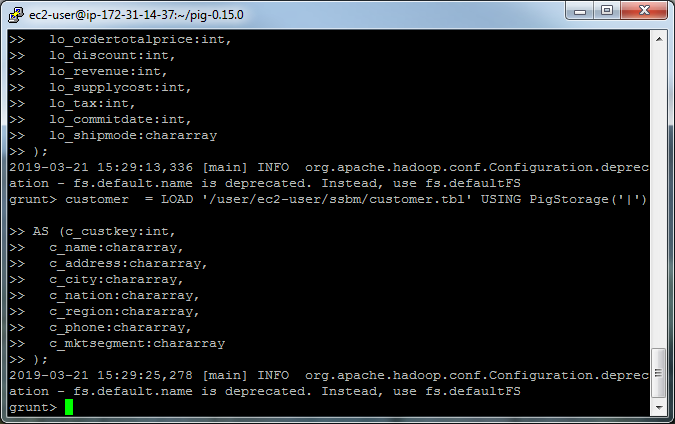 ec2-user@ip-172-31-14-37:~/pig-0.15.0
>>   lo_ordertotalprice:int,
>>   lo_discount:int,
>>   lo_revenue:int,
>>   lo_supplycost:int,
>>   lo_tax:int,
>>   lo_commitdate:int,
>>   lo_shipmode:chararray
>> );
2019-03-21 15:29:13,336 [main] INFO  org.apache.hadoop.conf.Configuration.deprec
ation - fs.default.name is deprecated. Instead, use fs.defaultFS
grunt> customer  = LOAD '/user/ec2-user/ssbm/customer.tbl' USING PigStorage('|')
>> AS (c_custkey:int,
>>   c_name:chararray,
>>   c_address:chararray,
>>   c_city:chararray,
>>   c_nation:chararray,
>>   c_region:chararray,
>>   c_phone:chararray,
>>   c_mktsegment:chararray
>> );
2019-03-21 15:29:25,278 [main] INFO  org.apache.hadoop.conf.Configuration.deprec
ation - fs.default.name is deprecated. Instead, use fs.defaultFS
grunt>